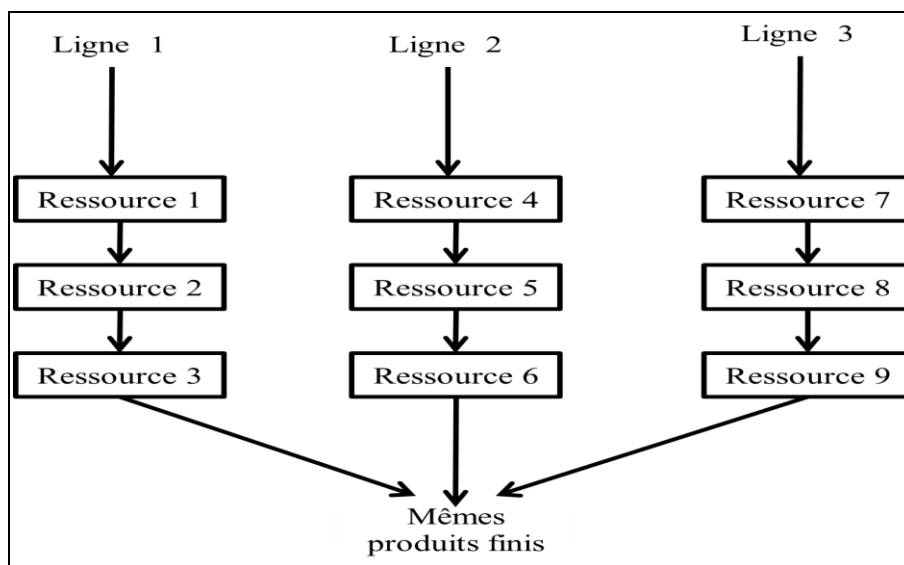 Ligne 1
Ligne 2
Ligne 3
Ressource 1
Ressource 4
Ressource 7
Ressource 2
Ressource 5
Ressource 8
Ressource 3
Ressource 6
Ressource 9
Mêmes
produits finis